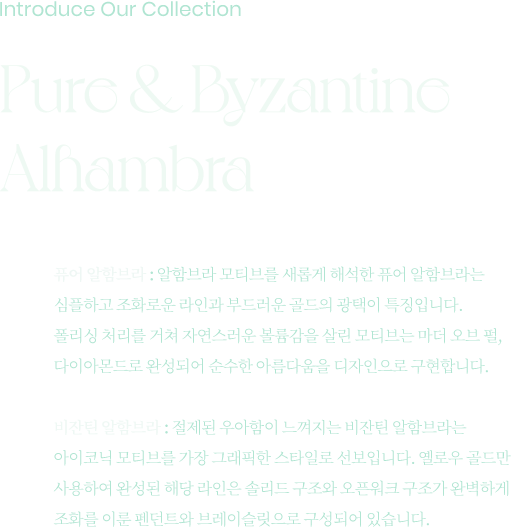 Introduce Our Collection
Pure & Byzantine
Alhambra
퓨어 알함브라 : 알함브라 모티브를 새롭게 해석한 퓨어 알함브라는
심플하고 조화로운 라인과 부드러운 골드의 광택이 특징입니다.
폴리싱 처리를 거쳐 자연스러운 볼륨감을 살린 모티브는 마더 오브 펄,
다이아몬드로 완성되어 순수한 아름다움을 디자인으로 구현합니다.
비잔틴 알함브라 : 절제된 우아함이 느껴지는 비잔틴 알함브라는
아이코닉 모티브를 가장 그래픽한 스타일로 선보입니다. 옐로우 골드만
사용하여 완성된 해당 라인은 솔리드 구조와 오픈워크 구조가 완벽하게
조화를 이룬 펜던트와 브레이슬릿으로 구성되어 있습니다.